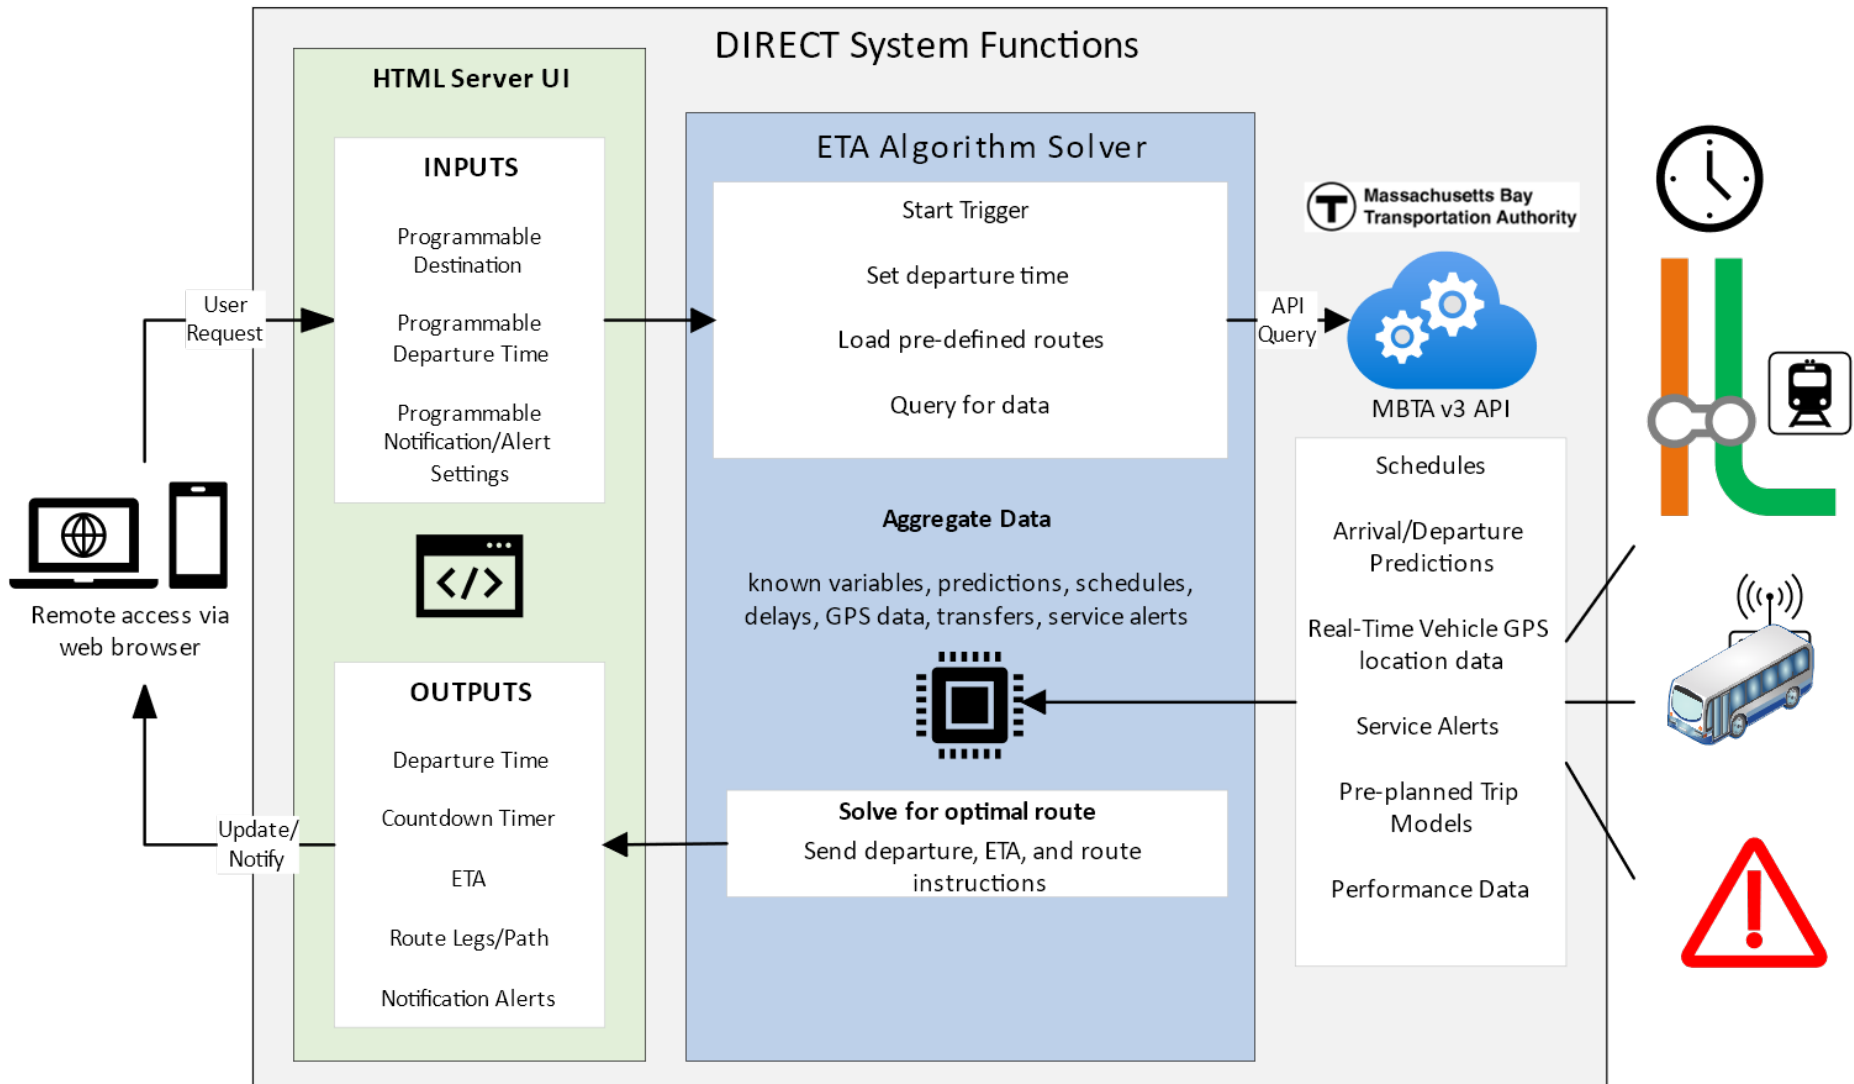 DIRECT System Functions
HTML Server UI
INPUTS
Programmable
Destination
Programmable
Departure Time
Programmable
Notification/Alert
Settings
User
Request
Remote access via
web browser
OUTPUTS
Departure Time
Countdown Timer
ETA
Route Legs/Path
Notification Alerts
Update/
Notify
ETA Algorithm Solver
Start Trigger
Set departure time
Load pre-defined routes
Query for data
Aggregate Data
known variables, predictions, schedules,
delays, GPS data, transfers, service alerts
Solve for optimal route
Send departure, ETA, and route
instructions
API
Query
T
Massachusetts Bay
Transportation Authority
MBTA v3 API
Schedules
Arrival/Departure
Predictions
Real-Time Vehicle GPS
location data
Service Alerts
Pre-planned Trip
Models
Performance Data